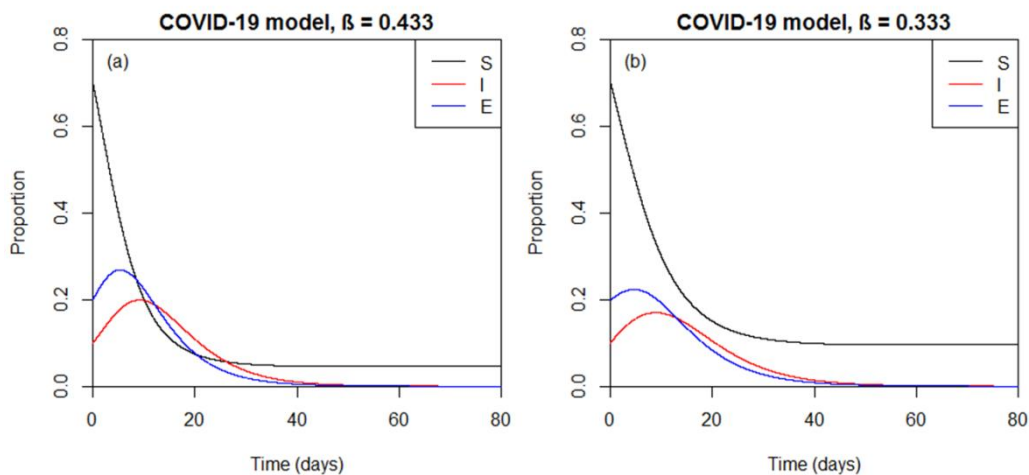 COVID-19 model, ß = 0.433
(a)
S
I
E
0.8
0.6
0.4
0.2
0.0
Proportion
0 20 40 60 80
Time (days)
COVID-19 model, ß = 0.333
(b)
S
I
E
0.8
0.6
0.4
0.2
0.0
Proportion
0 20 40 60 80
Time (days)